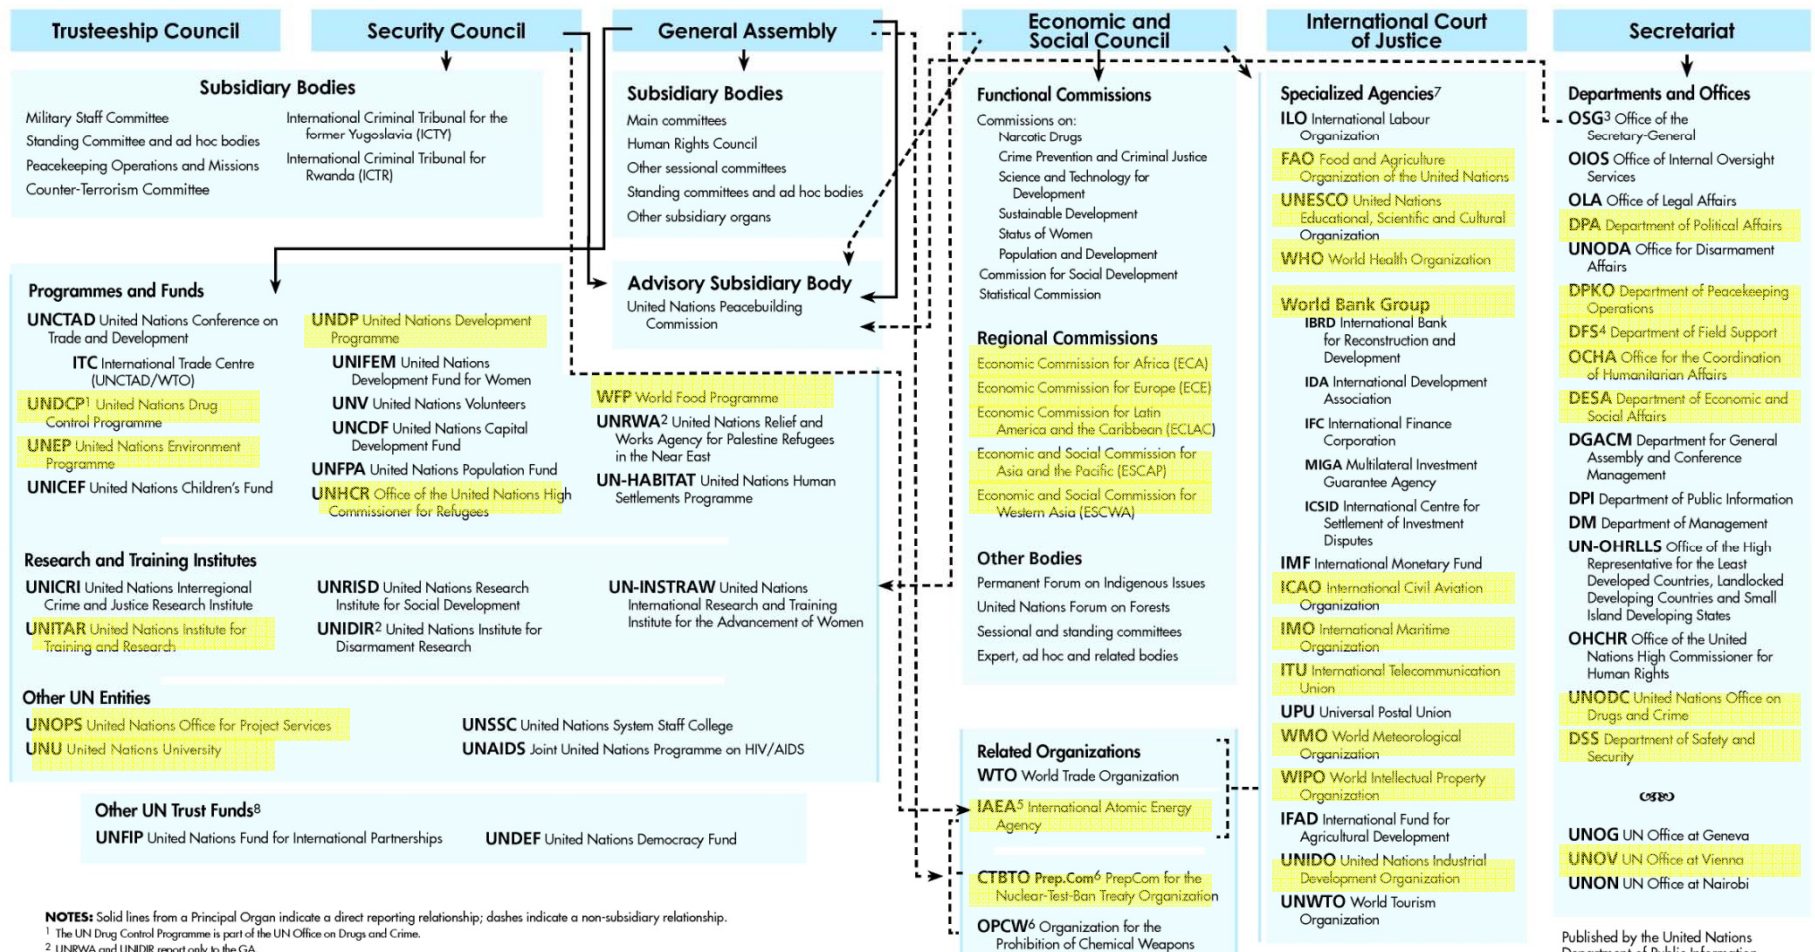 Trusteeship Council
Security Council
General Assembly
Economic and
Social Council
International Court
of Justice
Secretariat
Subsidiary Bodies
Military Staff Committee
Standing Committee and ad hoc bodies
Peacekeeping Operations and Missions
Counter-Terrorism Committee
International Criminal Tribunal for the
former Yugoslavia (ICTY)
International Criminal Tribunal for
Rwanda (ICTR)
Subsidiary Bodies
Main committees
Human Rights Council
Other sessional committees
Standing committees and ad hoc bodies
Other subsidiary organs
Advisory Subsidiary Body
United Nations Peacebuilding
Commission
Programmes and Funds
UNCTAD United Nations Conference on
Trade and Development
ITC International Trade Centre
(UNCTAD/WTO)
UNDCP1 United Nations Drug
Control Programme
UNEP United Nations Environment
Programme
UNICEF United Nations Children's Fund
UNDP United Nations Development
Programme
UNIFEM United Nations
Development Fund for Women
UNV United Nations Volunteers
UNCDF United Nations Capital
Development Fund
UNFPA United Nations Population Fund
UNHCR Office of the United Nations High
Commissioner for Refugees
WFP World Food Programme
UNRWA2 United Nations Relief and
Works Agency for Palestine Refugees
in the Near East
UN-HABITAT United Nations Human
Settlements Programme
Research and Training Institutes
UNICRI United Nations Interregional
Crime and Justice Research Institute
UNITAR United Nations Institute for
Training and Research
UNRISD United Nations Research
Institute for Social Development
UNIDIR2 United Nations Institute for
Disarmament Research
UN-INSTRAW United Nations
International Research and Training
Institute for the Advancement of Women
Other UN Entities
UNOPS United Nations Office for Project Services
UNU United Nations University
UNSSC United Nations System Staff College
UNAIDS Joint United Nations Programme on HIV/AIDS
Other UN Trust Funds8
UNFIP United Nations Fund for International Partnerships
UNDEF United Nations Democracy Fund
NOTES: Solid lines from a Principal Organ indicate a direct reporting relationship; dashes indicate a non-subsidiary relationship.
1 The UN Drug Control Programme is part of the UN Office on Drugs and Crime.
2 UNRWA and UNIDIR report only to the GA.
Functional Commissions
Commissions on:
Narcotic Drugs
Crime Prevention and Criminal Justice
Science and Technology for
Development
Sustainable Development
Status of Women
Population and Development
Commission for Social Development
Statistical Commission
Regional Commissions
Economic Commission for Africa (ECA)
Economic Commission for Europe (ECE)
Economic Commission for Latin
America and the Caribbean (ECLAC)
Economic and Social Commission for
Asia and the Pacific (ESCAP)
Economic and Social Commission for
Western Asia (ESCWA)
Other Bodies
Permanent Forum on Indigenous Issues
United Nations Forum on Forests
Sessional and standing committees
Expert, ad hoc and related bodies
Related Organizations
WTO World Trade Organization
IAEA5 International Atomic Energy
Agency
CTBTO Prep.Com6 PrepCom for the
Nuclear-Test-Ban Treaty Organization
OPCW6 Organization for the
Prohibition of Chemical Weapons
Specialized Agencies7
ILO International Labour
Organization
FAO Food and Agriculture
Organization of the United Nations
UNESCO United Nations
Educational, Scientific and Cultural
Organization
WHO World Health Organization
World Bank Group
IBRD International Bank
for Reconstruction and
Development
IDA International Development
Association
IFC International Finance
Corporation
MIGA Multilateral Investment
Guarantee Agency
ICSID International Centre for
Settlement of Investment
Disputes
IMF International Monetary Fund
ICAO International Civil Aviation
Organization
IMO International Maritime
Organization
ITU International Telecommunication
Union
UPU Universal Postal Union
WMO World Meteorological
Organization
WIPO World Intellectual Property
Organization
IFAD International Fund for
Agricultural Development
UNIDO United Nations Industrial
Development Organization
UNWTO World Tourism
Organization
Departments and Offices
OSG3 Office of the
Secretary-General
OIOS Office of Internal Oversight
Services
OLA Office of Legal Affairs
DPA Department of Political Affairs
UNODA Office for Disarmament
Affairs
DPKO Department of Peacekeeping
Operations
DFS4 Department of Field Support
OCHA Office for the Coordination
of Humanitarian Affairs
DESA Department of Economic and
Social Affairs
DGACM Department for General
Assembly and Conference
Management
DPI Department of Public Information
DM Department of Management
UN-OHRLLS Office of the High
Representative for the Least
Developed Countries, Landlocked
Developing Countries and Small
Island Developing States
OHCHR Office of the United
Nations High Commissioner for
Human Rights
UNODC United Nations Office on
Drugs and Crime
DSS Department of Safety and
Security
UNOG UN Office at Geneva
UNOV UN Office at Vienna
UNON UN Office at Nairobi
Published by the United Nations
Department of Public Information